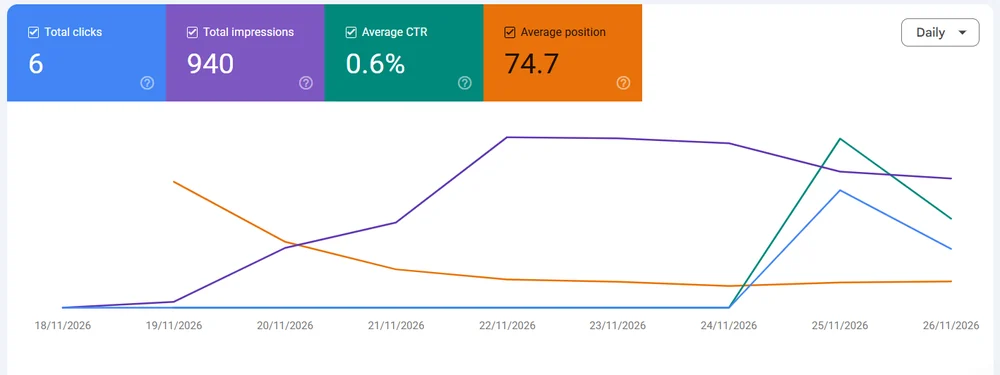 Total clicks
6
Total impressions
940
Average CTR
0.6%
Average position
74.7
Daily
18/11/2026 19/11/2026 20/11/2026 21/11/2026 22/11/2026 23/11/2026 24/11/2026 25/11/2026 26/11/2026